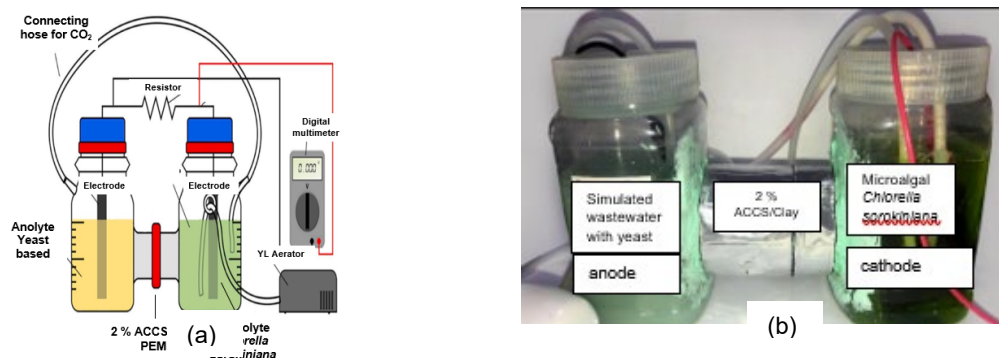 Connecting
hose for CO2
Resistor
Digital
multimeter
0.000
V
Electrode
Electrode
Anolyte
Yeast
based
YL Aerator
2 % ACCS
PEM
(a)
olyte
rella
iniana
Simulated
wastewater
with yeast
anode
2 %
ACCS/Clay
Microalgal
Chlorella
sorokiniana
cathode
(b)